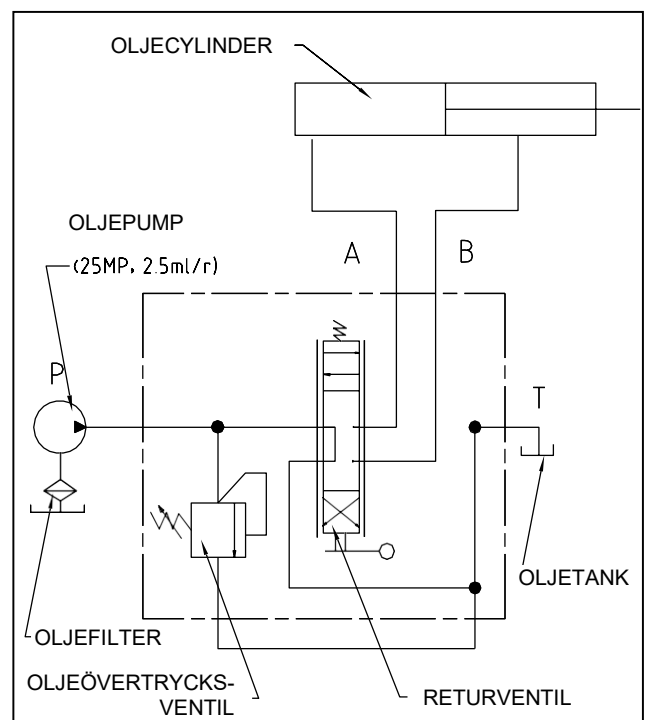 OLJECYLINDER
OLJEPUMP
(25MP, 2.5ml/r)
A
B
P
T
OLJETANK
OLJEFILTER
OLJEÖVERTRYCKS-
VENTIL
RETURVENTIL